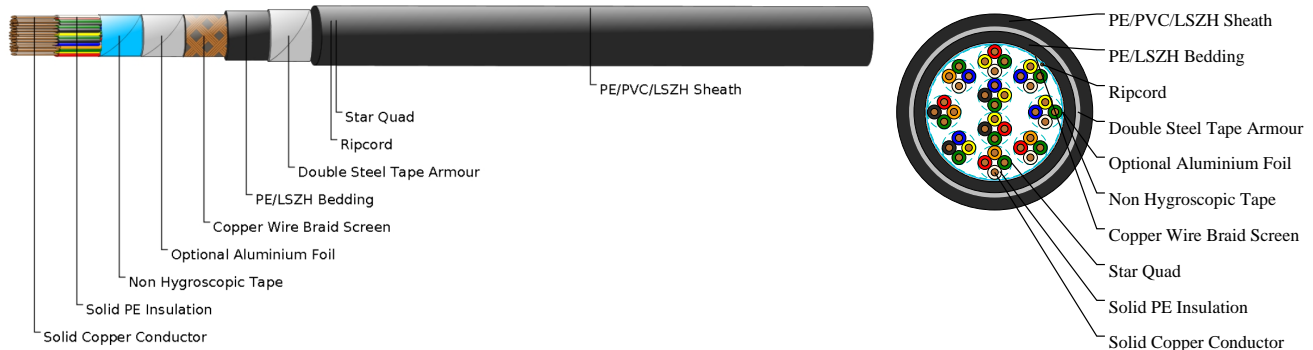 PE/PVC/LSZH Sheath
Star Quad
Ripcord
Double Steel Tape Armour
PE/LSZH Bedding
Copper Wire Braid Screen
Optional Aluminium Foil
Non Hygroscopic Tape
Solid PE Insulation
Solid Copper Conductor
PE/PVC/LSZH Sheath
PE/LSZH Bedding
Ripcord
Double Steel Tape Armour
Optional Aluminium Foil
Non Hygroscopic Tape
Copper Wire Braid Screen
Star Quad
Solid PE Insulation
Solid Copper Conductor